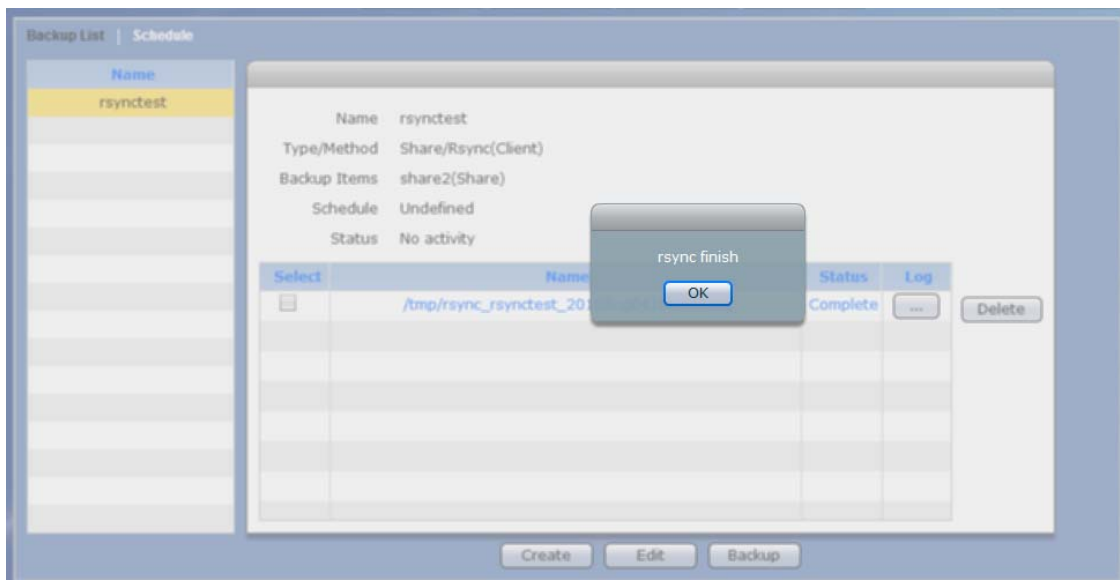 Backup List | Schedule
Name
rsynctest
Name rsynctest
Type/Method Share/Rsync(Client)
Backup Items share2(Share)
Schedule Undefined
Status No activity
rsync finish
OK
Select Name Status Log
/tmp/rsync_rsynctest_201 Complete ...
Delete
Create Edit Backup